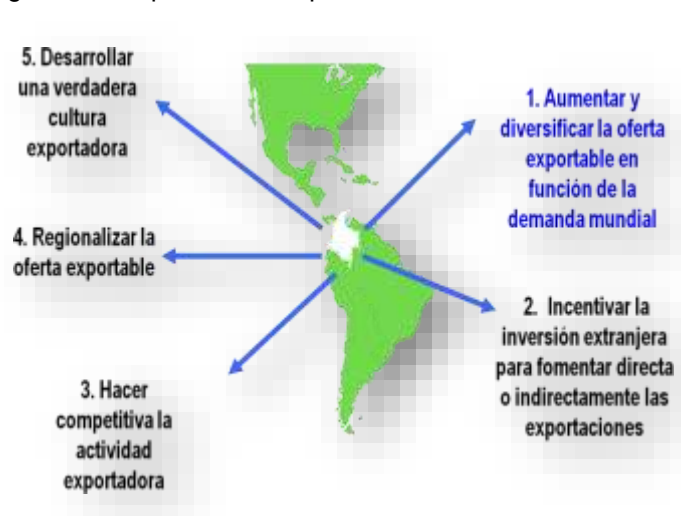 1. Aumentar y
diversificar la oferta
exportable en
función de la
demanda mundial
2. Incentivar la
inversión extranjera
para fomentar directa
o indirectamente las
exportaciones
3. Hacer
competitiva la
actividad
exportadora
4. Regionalizar la
oferta exportable
5. Desarrollar
una verdadera
cultura
exportadora